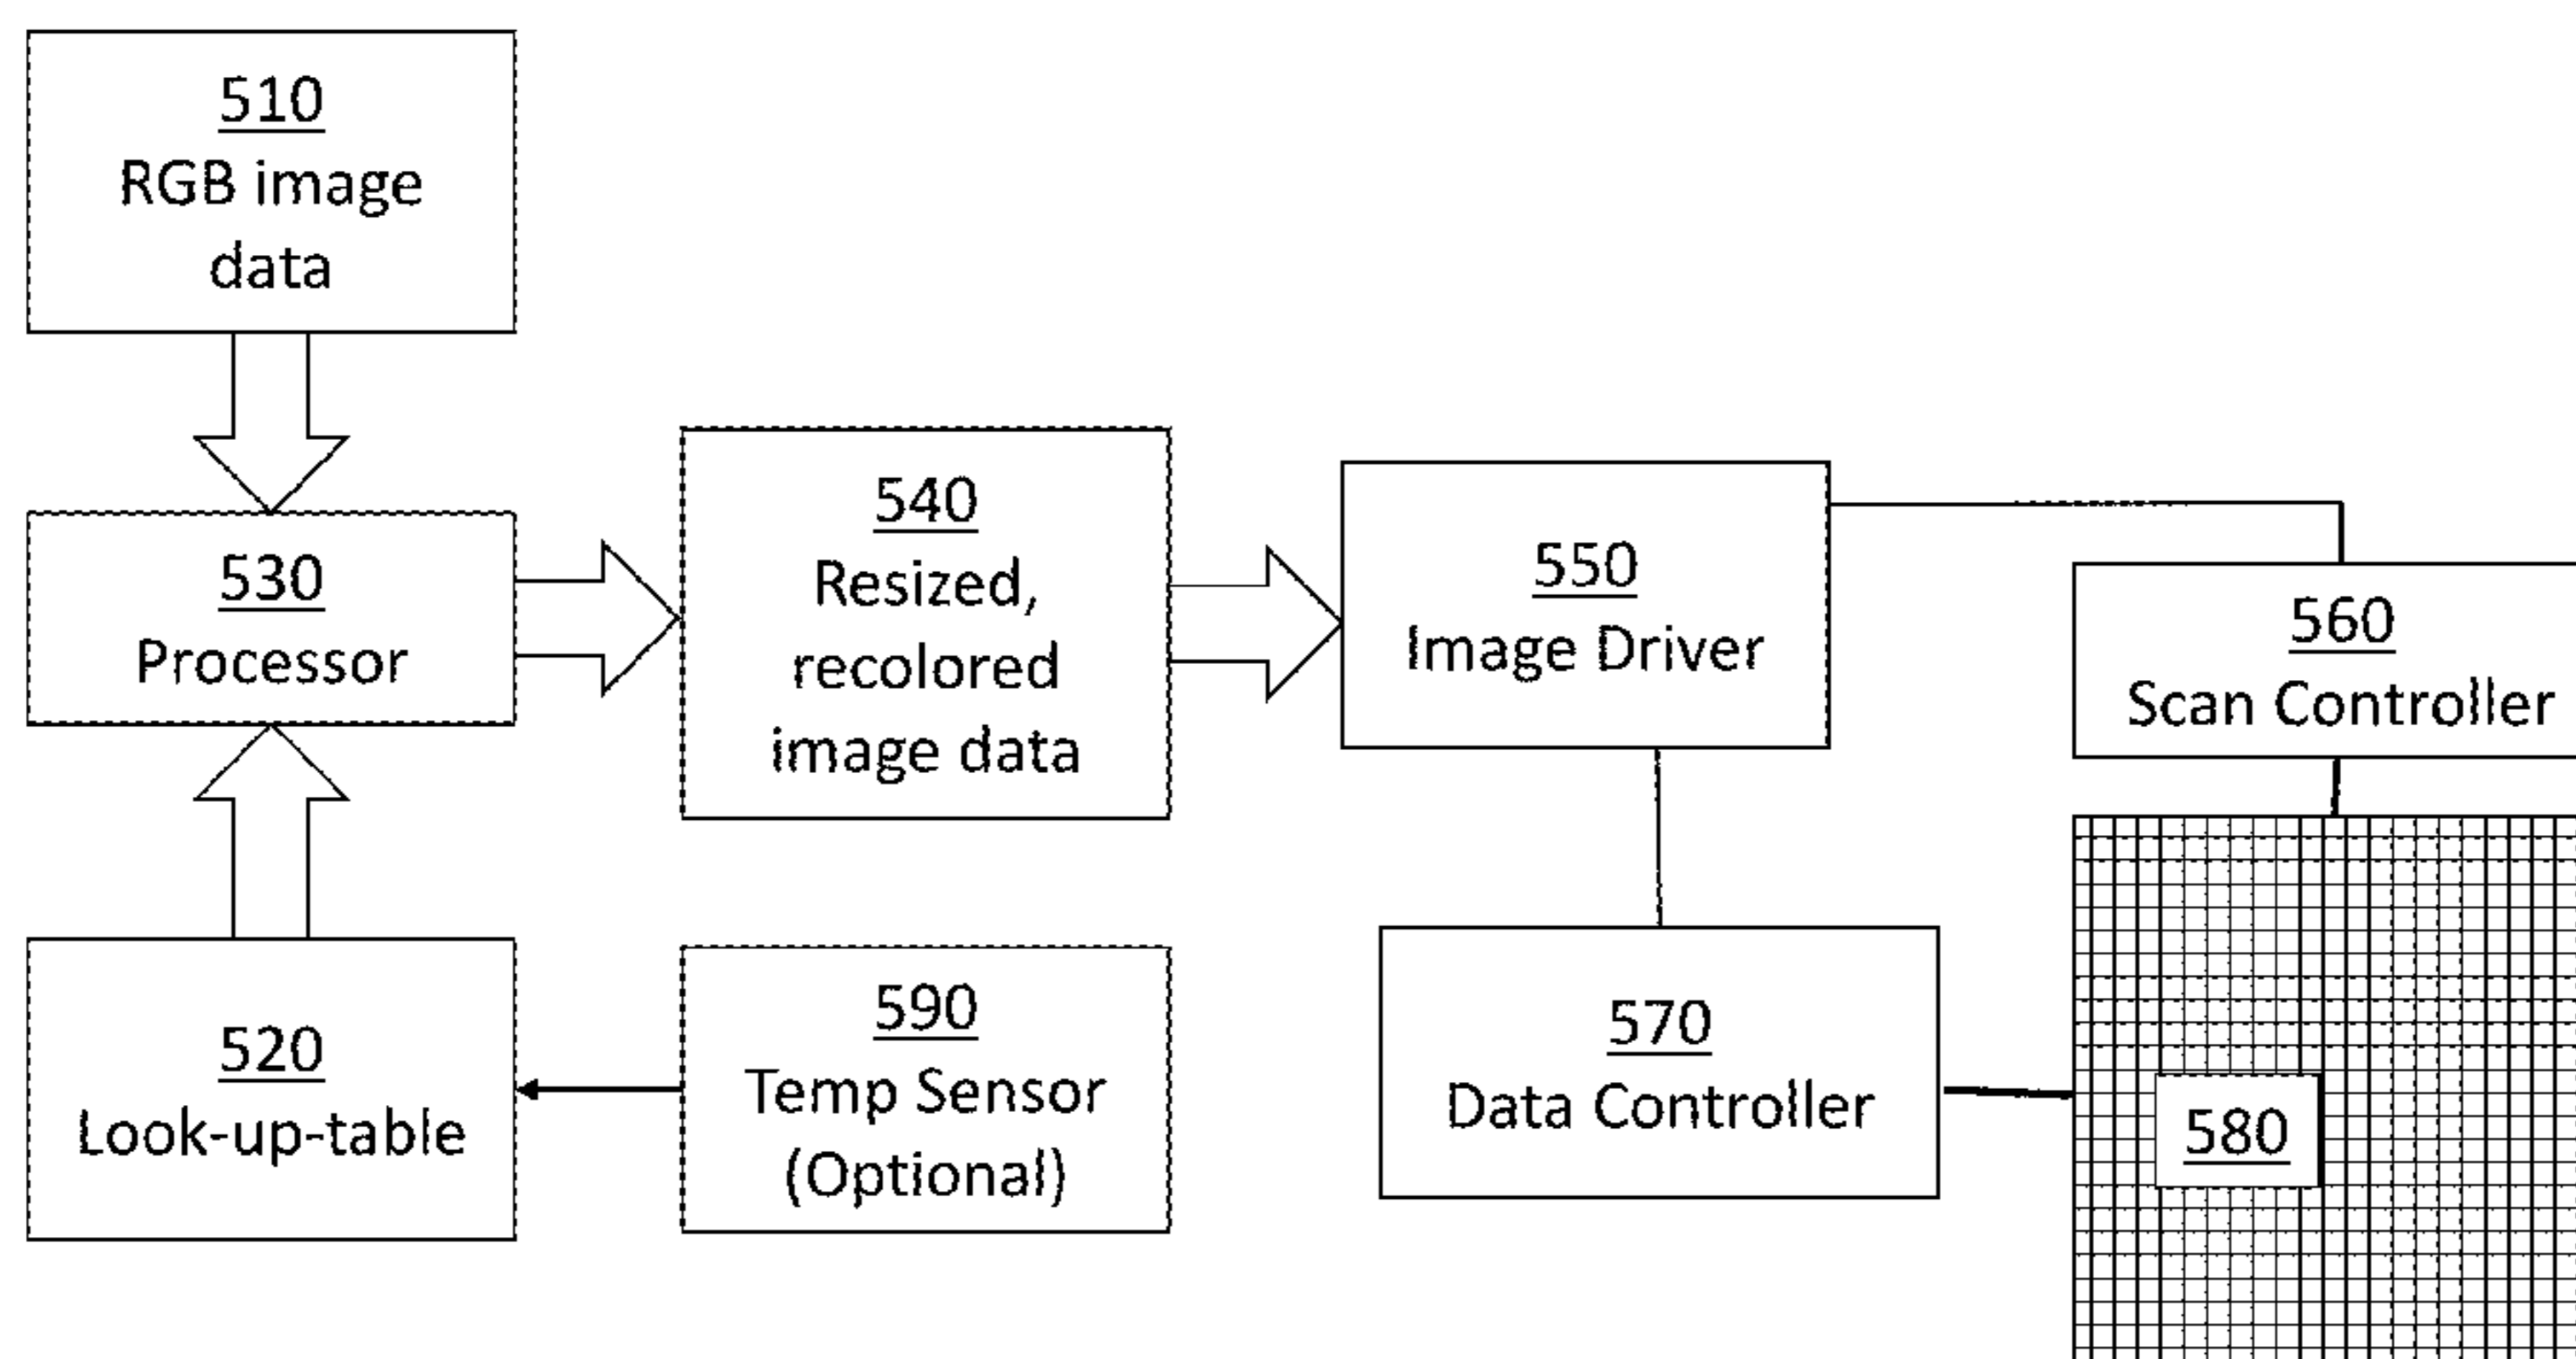 510
RGB image
data
530
Processor
540
Resized,
recolored
image data
550
Image Driver
560
Scan Controller
520
Look-up-table
590
Temp Sensor
(Optional)
570
Data Controller
580